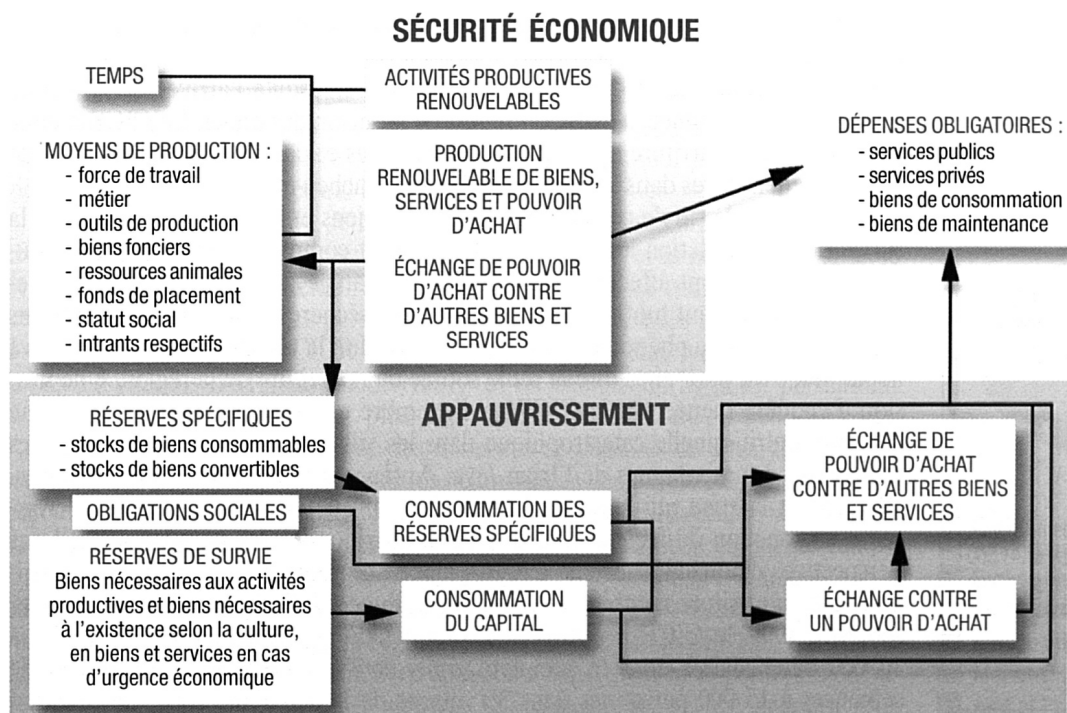 SÉCURITÉ ÉCONOMIQUE
TEMPS
ACTIVITÉS PRODUCTIVES
RENOUVELABLES
MOYENS DE PRODUCTION :
- force de travail
- métier
- outils de production
- biens fonciers
- ressources animales
- fonds de placement
- statut social
- intrants respectifs
PRODUCTION
RENOUVELABLE DE BIENS,
SERVICES ET POUVOIR
D'ACHAT
ÉCHANGE DE POUVOIR
D'ACHAT CONTRE
D'AUTRES BIENS ET
SERVICES
DÉPENSES OBLIGATOIRES :
- services publics
- services privés
- biens de consommation
- biens de maintenance
APPAUVRISSEMENT
RÉSERVES SPÉCIFIQUES
- stocks de biens consommables
- stocks de biens convertibles
OBLIGATIONS SOCIALES
RÉSERVES DE SURVIE
Biens nécessaires aux activités
productives et biens nécessaires
à l'existence selon la culture,
en biens et services en cas
d'urgence économique
CONSOMMATION DES
RÉSERVES SPÉCIFIQUES
CONSOMMATION
DU CAPITAL
ÉCHANGE DE
POUVOIR D'ACHAT
CONTRE D'AUTRES BIENS
ET SERVICES
ÉCHANGE CONTRE
UN POUVOIR D'ACHAT